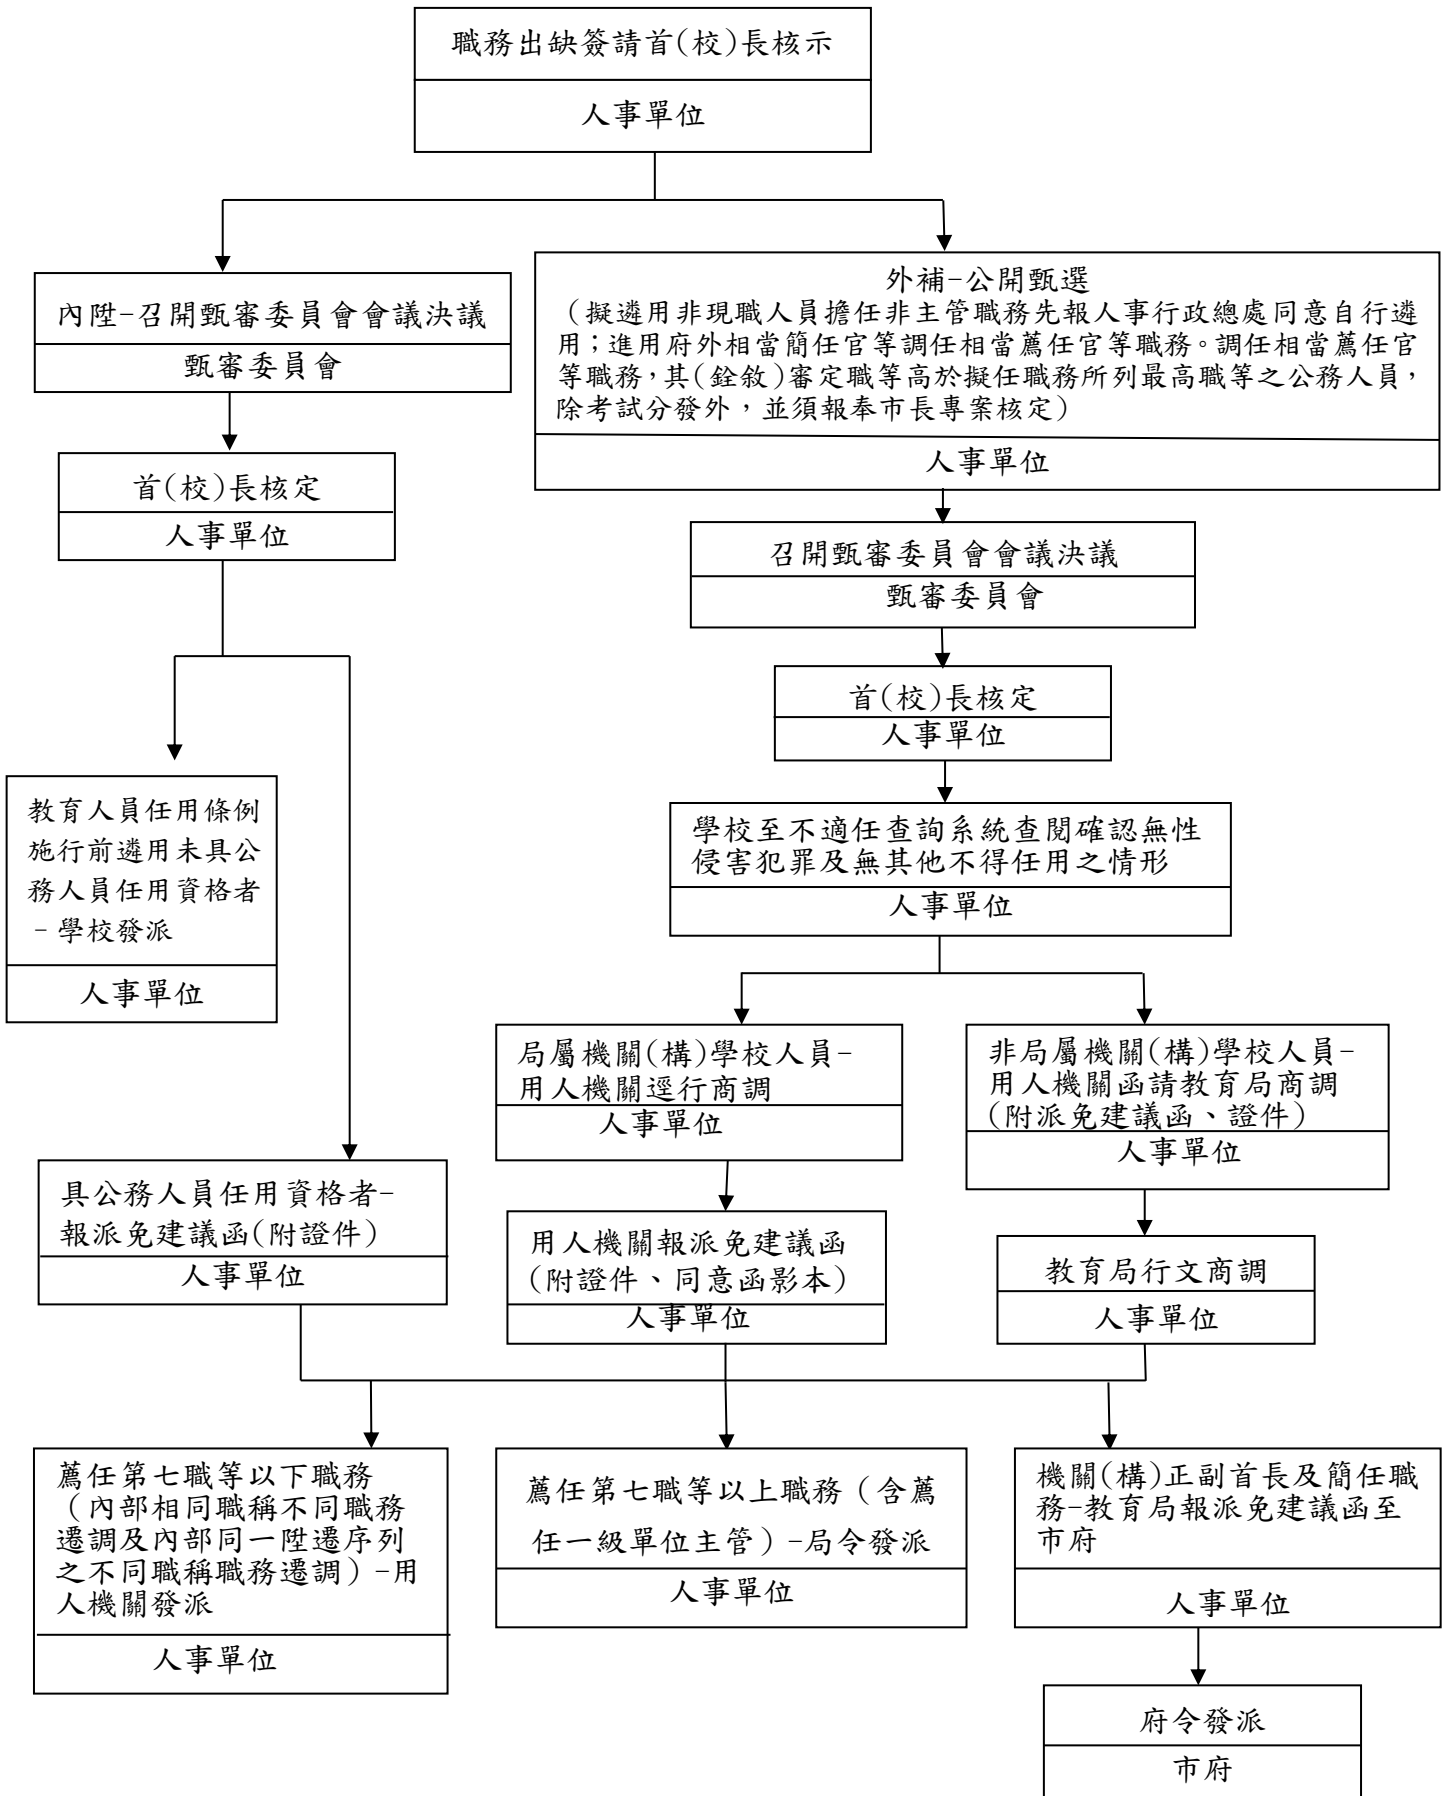 職務出缺簽請首(校)長核示
人事單位
內陞-召開甄審委員會會議決議
甄審委員會
外補-公開甄選
（擬遴用非現職人員擔任非主管職務先報人事行政總處同意自行遴
用；進用府外相當簡任官等調任相當薦任官等職務。調任相當薦任官
等職務，其(銓敘)審定職等高於擬任職務所列最高職等之公務人員，
除考試分發外，並須報奉市長專案核定）
人事單位
首(校)長核定
人事單位
召開甄審委員會會議決議
甄審委員會
首(校)長核定
人事單位
教育人員任用條例
施行前遴用未具公
務人員任用資格者
-學校發派
人事單位
學校至不適任查詢系統查閱確認無性
侵害犯罪及無其他不得任用之情形
人事單位
局屬機關(構)學校人員-
用人機關逕行商調
人事單位
非局屬機關(構)學校人員-
用人機關函請教育局商調
(附派免建議函、證件)
人事單位
具公務人員任用資格者-
報派免建議函(附證件)
人事單位
用人機關報派免建議函
(附證件、同意函影本)
人事單位
教育局行文商調
人事單位
薦任第七職等以下職務
（內部相同職稱不同職務
遷調及內部同一陞遷序列
之不同職稱職務遷調）-用
人機關發派
人事單位
薦任第七職等以上職務（含薦
任一級單位主管）-局令發派
人事單位
機關(構)正副首長及簡任職
務-教育局報派免建議函至
市府
人事單位
府令發派
市府